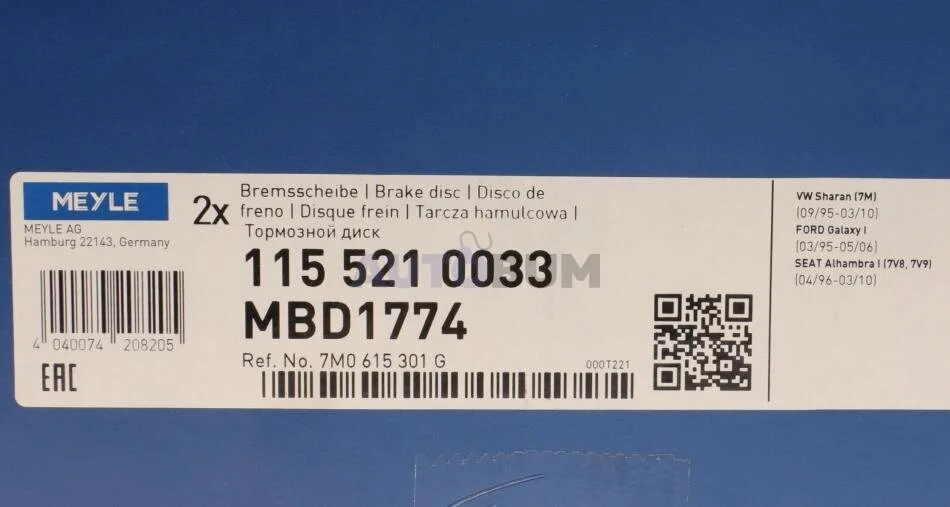 MEYLE
MEYLE AG
Hamburg 22143, Germany
4 040074 208205
EAC
2x
Bremsscheibe | Brake disc | Disco de
freno | Disque frein | Tarcza hamulcowa |
Тормозной диск
115 521 0033
MBD1774
Ref. No. 7M0 615 301 G
000T221
VW Sharan (7M)
(09/95-03/10)
FORD Galaxy I
(03/95-05/06)
SEAT Alhambra I (7V8, 7V9)
(04/96-03/10)